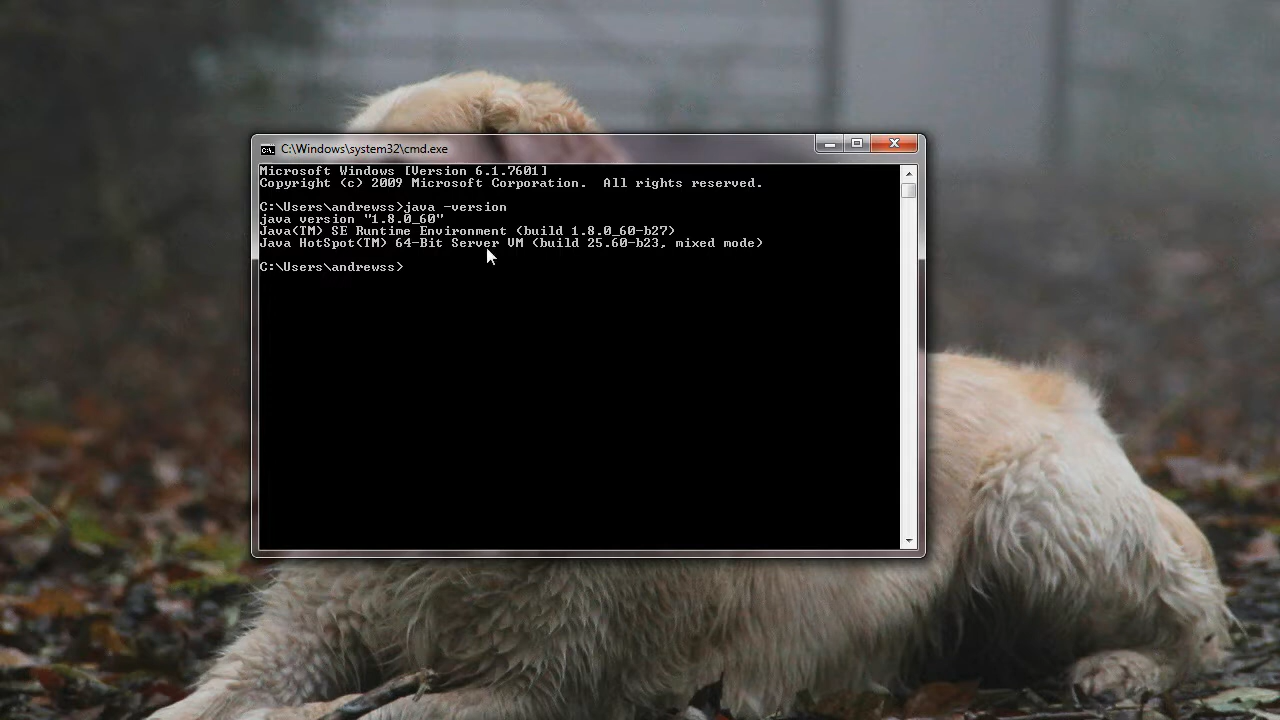 C:\Windows\system32\cmd.exe
Microsoft Windows [Version 6.1.7601]
Copyright (c) 2009 Microsoft Corporation.  All rights reserved.
C:\Users\andrewss>java -version
java version "1.8.0_60"
Java(TM) SE Runtime Environment (build 1.8.0_60-b27)
Java HotSpot(TM) 64-Bit Server VM (build 25.60-b23, mixed mode)
C:\Users\andrewss>